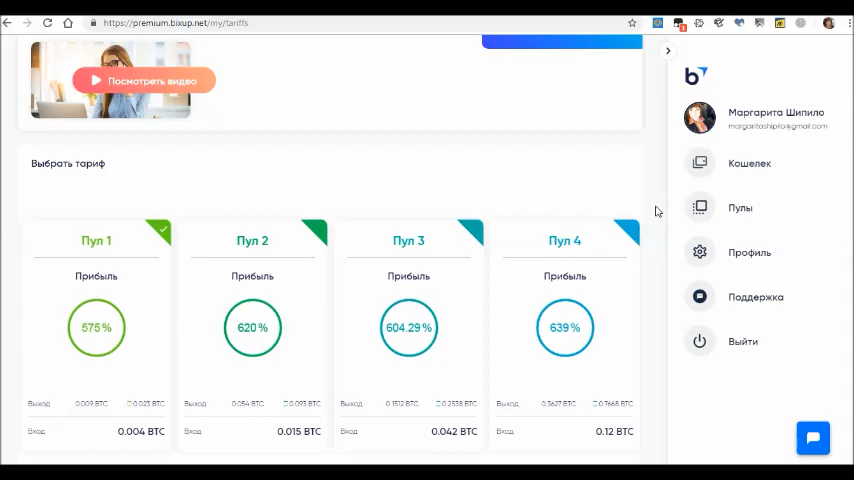 https://premium.bixup.net/my/tariffs
Посмотреть видео
Выбрать тариф
Пул 1
Прибыль
575 %
Выход 0.009 BTC 0.023 BTC
Вход 0.004 BTC
Пул 2
Прибыль
620 %
Выход 0.054 BTC 0.093 BTC
Вход 0.015 BTC
Пул 3
Прибыль
604.29 %
Выход 0.1512 BTC 0.2538 BTC
Вход 0.042 BTC
Пул 4
Прибыль
639 %
Выход 0.3627 BTC 0.7668 BTC
Вход 0.12 BTC
b
Маргарита Шипило
margaritashipilo@gmail.com
Кошелек
Пулы
Профиль
Поддержка
Выйти